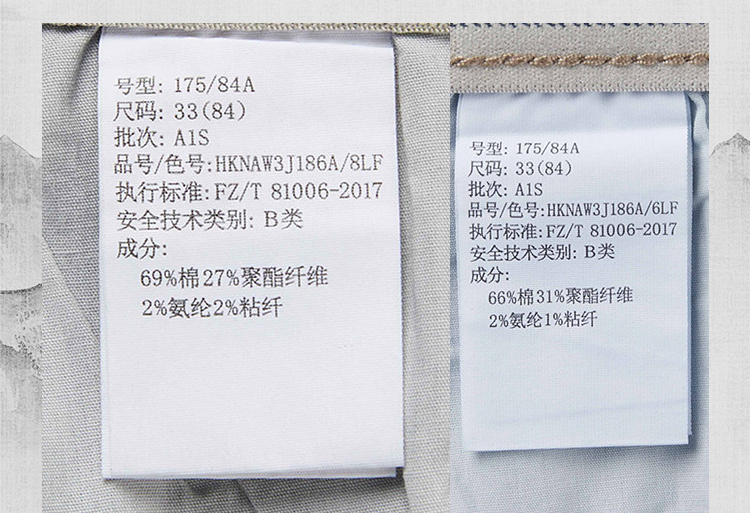 号型: 175/84A
尺码: 33(84)
批次: A1S
品号/色号:HKNAW3J186A/8LF
执行标准:FZ/T 81006-2017
安全技术类别: B类
成分:
69%棉27%聚酯纤维
2%氨纶2%粘纤
号型: 175/84A
尺码: 33(84)
批次: A1S
品号/色号:HKNAW3J186A/6LF
执行标准:FZ/T 81006-2017
安全技术类别: B类
成分:
66%棉31%聚酯纤维
2%氨纶1%粘纤